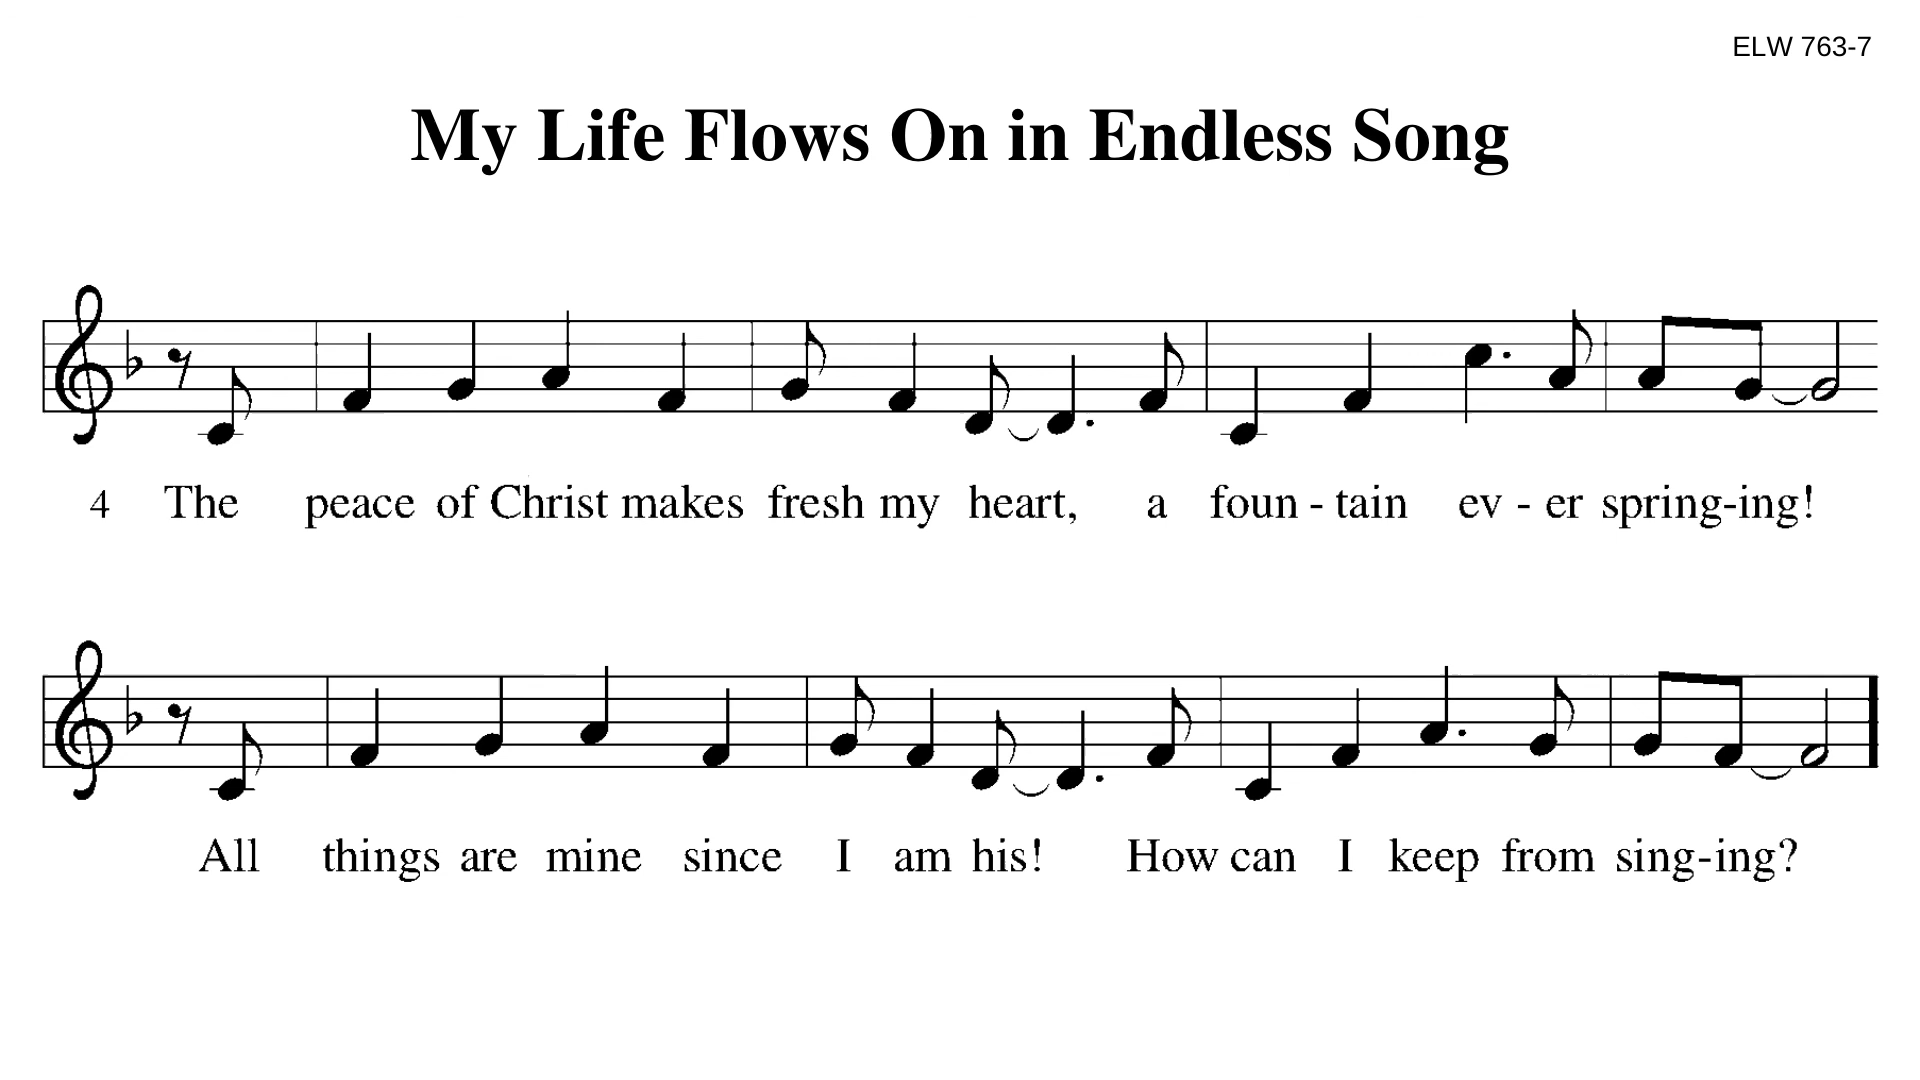 ELW 763-7
My Life Flows On in Endless Song
4 The peace of Christ makes fresh my heart, a foun - tain ev - er spring-ing!
All things are mine since I am his! How can I keep from sing-ing?